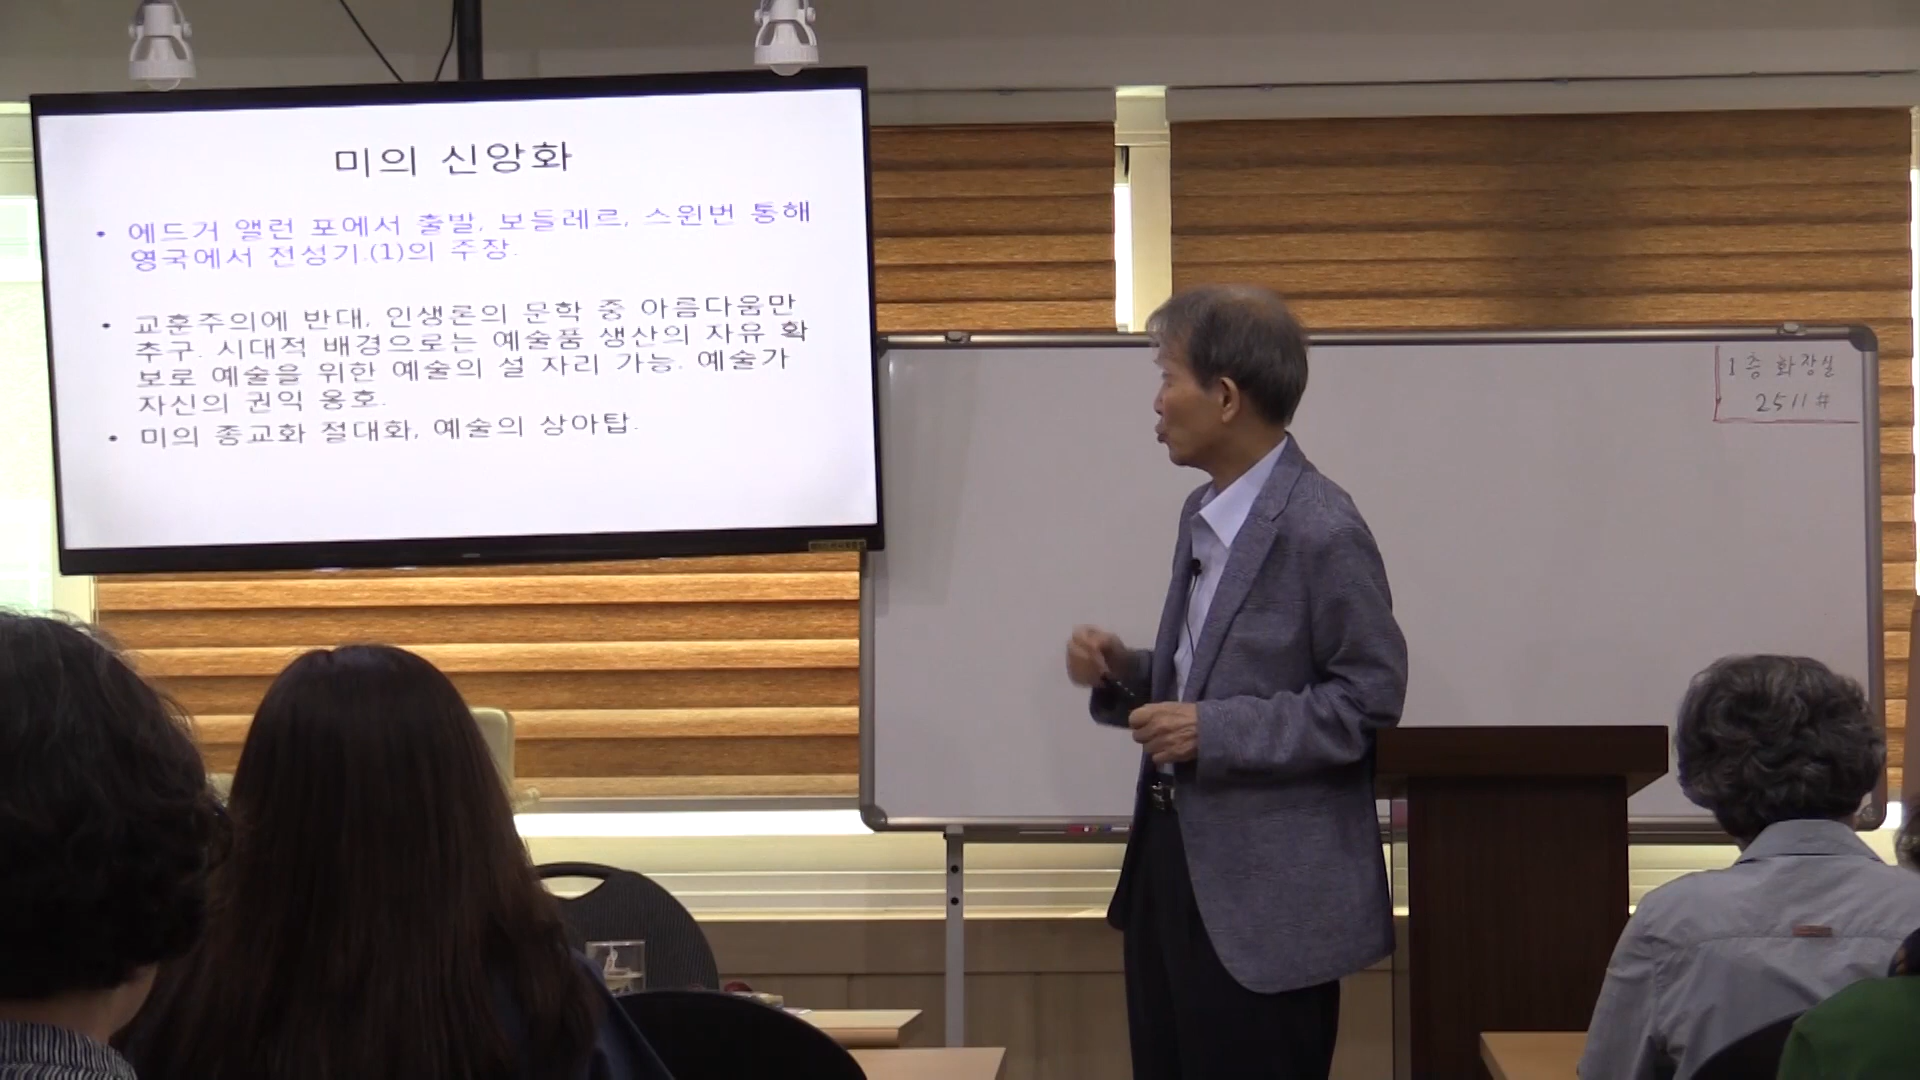 미의 신앙화
• 에드거 앨런 포에서 출발, 보들레르, 스윈번 통해
영국에서 전성기.(1)의 주장.
• 교훈주의에 반대, 인생론의 문학 중 아름다움만
추구. 시대적 배경으로는 예술품 생산의 자유 확
보로 예술을 위한 예술의 설 자리 가능. 예술가
자신의 권익 옹호.
• 미의 종교화 절대화, 예술의 상아탑.
1층 화장실
2511#